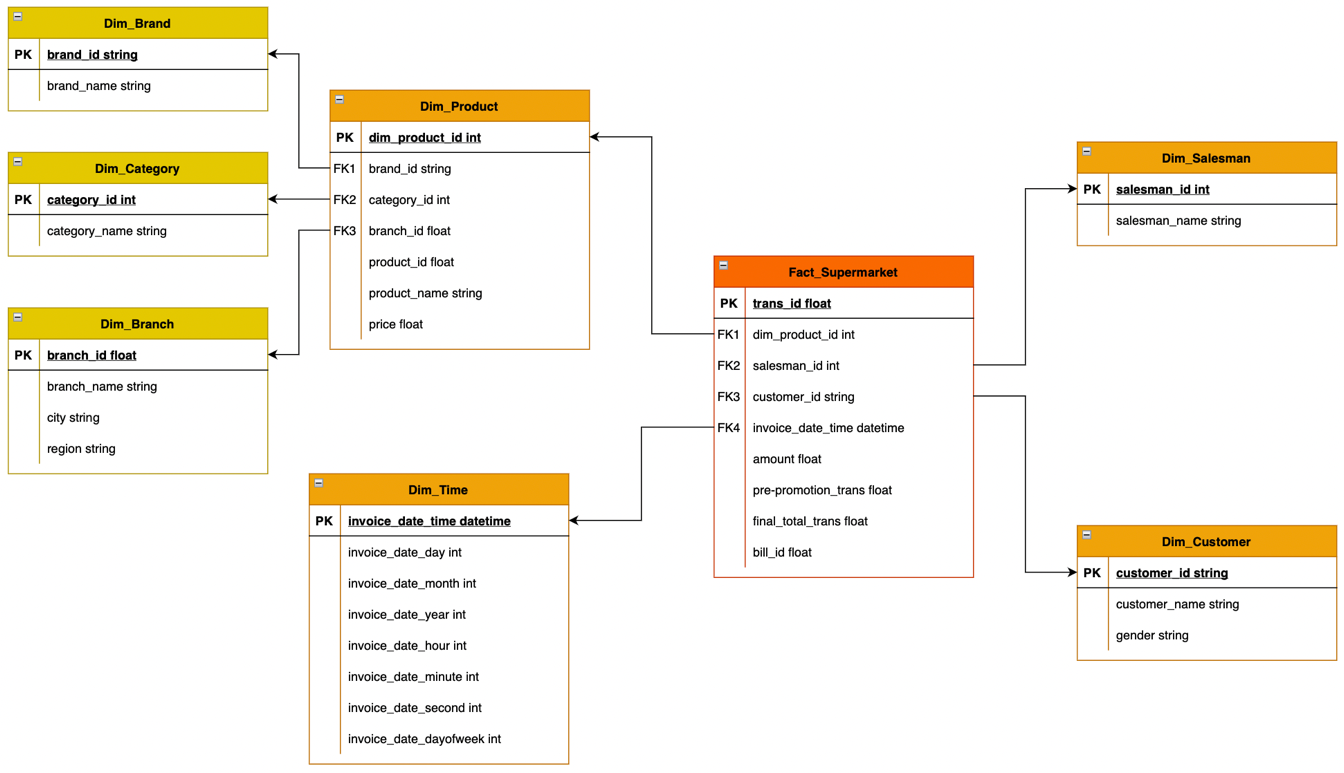 Dim_Brand
PK brand_id string
brand_name string
Dim_Category
PK category_id int
category_name string
Dim_Branch
PK branch_id float
branch_name string
city string
region string
Dim_Product
PK dim_product_id int
FK1 brand_id string
FK2 category_id int
FK3 branch_id float
product_id float
product_name string
price float
Dim_Time
PK invoice_date_time datetime
invoice_date_day int
invoice_date_month int
invoice_date_year int
invoice_date_hour int
invoice_date_minute int
invoice_date_second int
invoice_date_dayofweek int
Fact_Supermarket
PK trans_id float
FK1 dim_product_id int
FK2 salesman_id int
FK3 customer_id string
FK4 invoice_date_time datetime
amount float
pre-promotion_trans float
final_total_trans float
bill_id float
Dim_Salesman
PK salesman_id int
salesman_name string
Dim_Customer
PK customer_id string
customer_name string
gender string